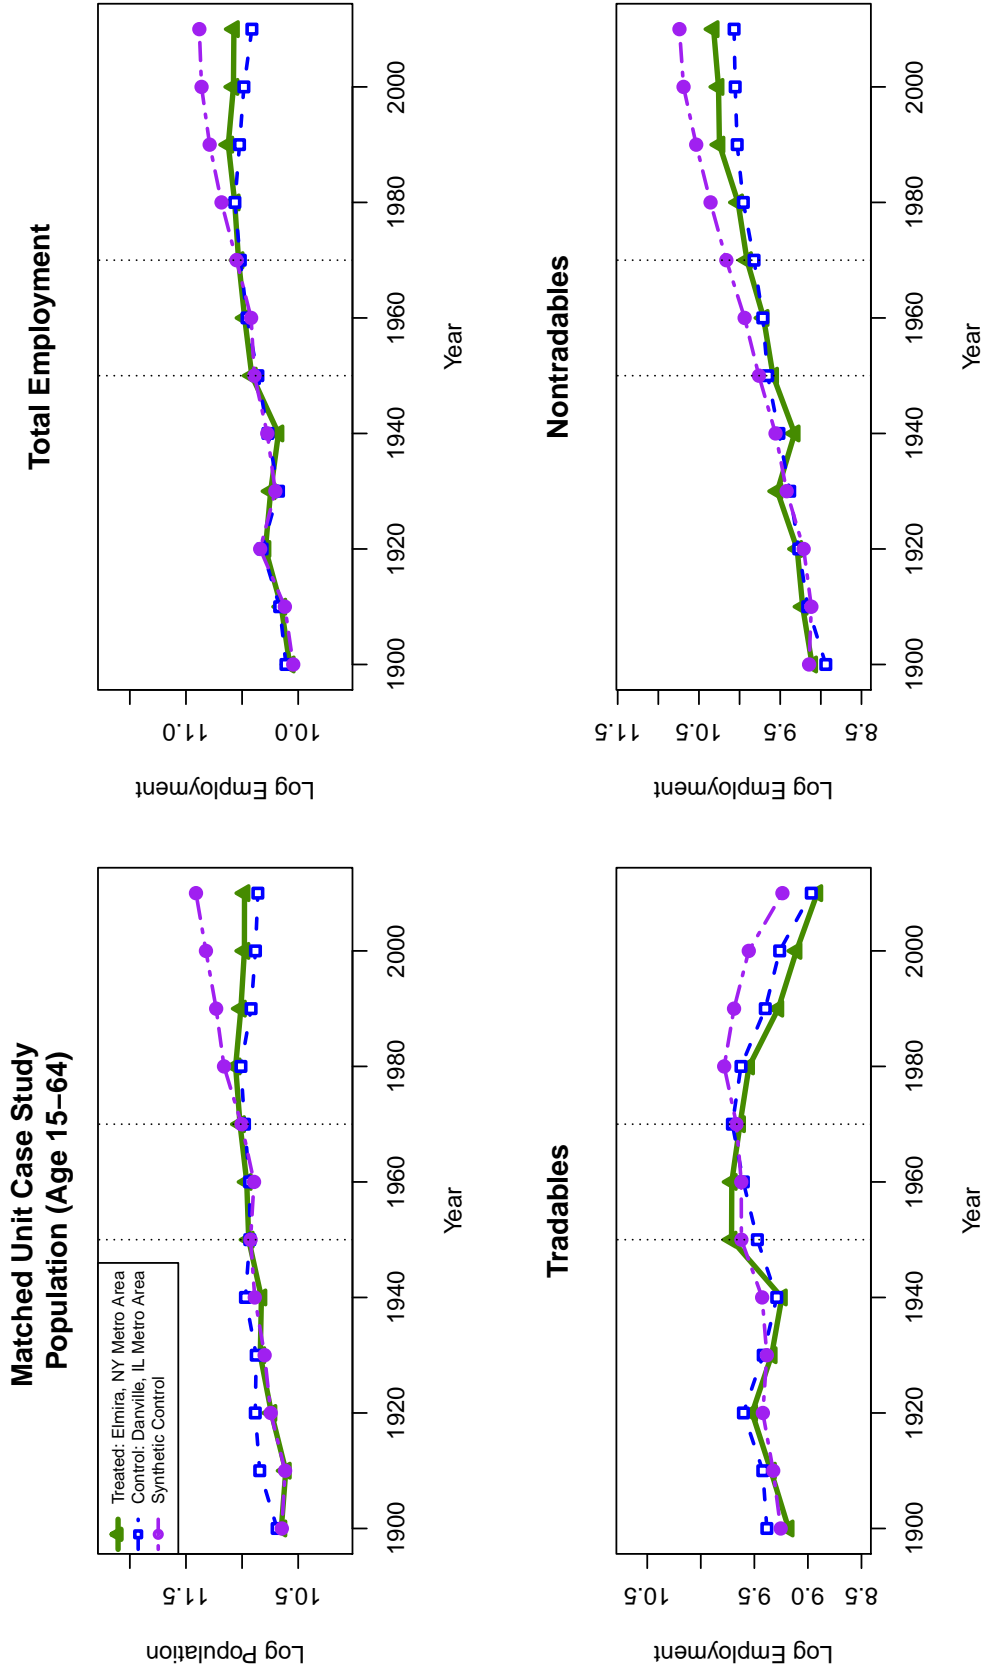 Matched Unit Case Study
Population (Age 15−64)
Log Population
10.5
11.5
Treated: Elmira, NY Metro Area
Control: Danville, IL Metro Area
Synthetic Control
1900
1920
1940
1960
1980
2000
Year
Total Employment
Log Employment
10.0
11.0
1900
1920
1940
1960
1980
2000
Year
Tradables
Log Employment
8.5
9.0
9.5
10.5
1900
1920
1940
1960
1980
2000
Year
Nontradables
Log Employment
8.5
9.5
10.5
11.5
1900
1920
1940
1960
1980
2000
Year